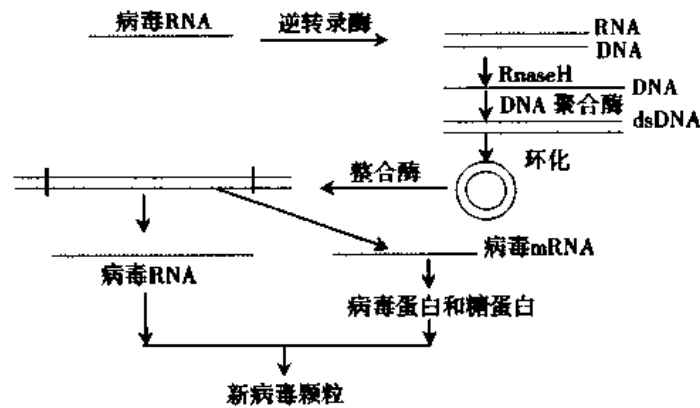 病毒RNA
逆转录酶
RNA
DNA
RnaseH
DNA
DNA 聚合酶
dsDNA
环化
整合酶
病毒RNA
病毒mRNA
病毒蛋白和糖蛋白
新病毒颗粒